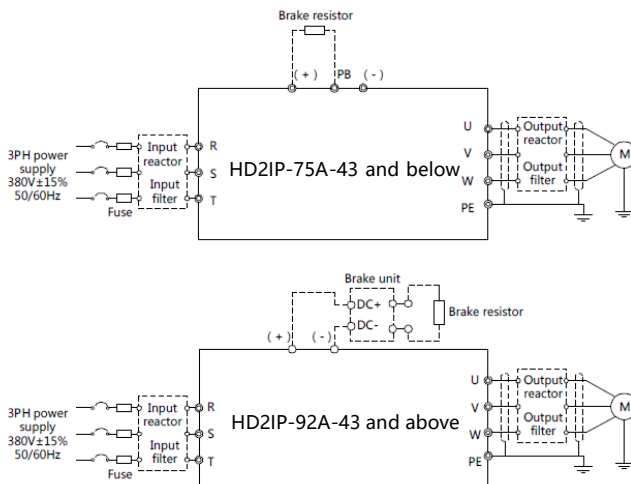 Brake resistor
(+) PB (-)
3PH power
supply
380V±15%
50/60Hz
Fuse
Input
reactor
Input
filter
R
S
T
HD2IP-75A-43 and below
U
V
W
PE
Output
reactor
Output
filter
M
Brake unit
DC+
DC-
Brake resistor
(+) (-)
3PH power
supply
380V±15%
50/60Hz
Fuse
Input
reactor
Input
filter
R
S
T
HD2IP-92A-43 and above
U
V
W
PE
Output
reactor
Output
filter
M